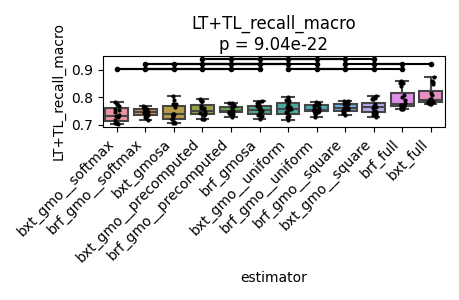 LT+TL_recall_macro
p = 9.04e-22
LT+TL_recall_macro
0.9
0.8
0.7
bxt_gmo__softmax
brf_gmo__softmax
bxt_gmosa
bxt_gmo__precomputed
brf_gmo__precomputed
brf_gmosa
bxt_gmo__uniform
brf_gmo__uniform
brf_gmo__square
bxt_gmo__square
brf_full
bxt_full
estimator